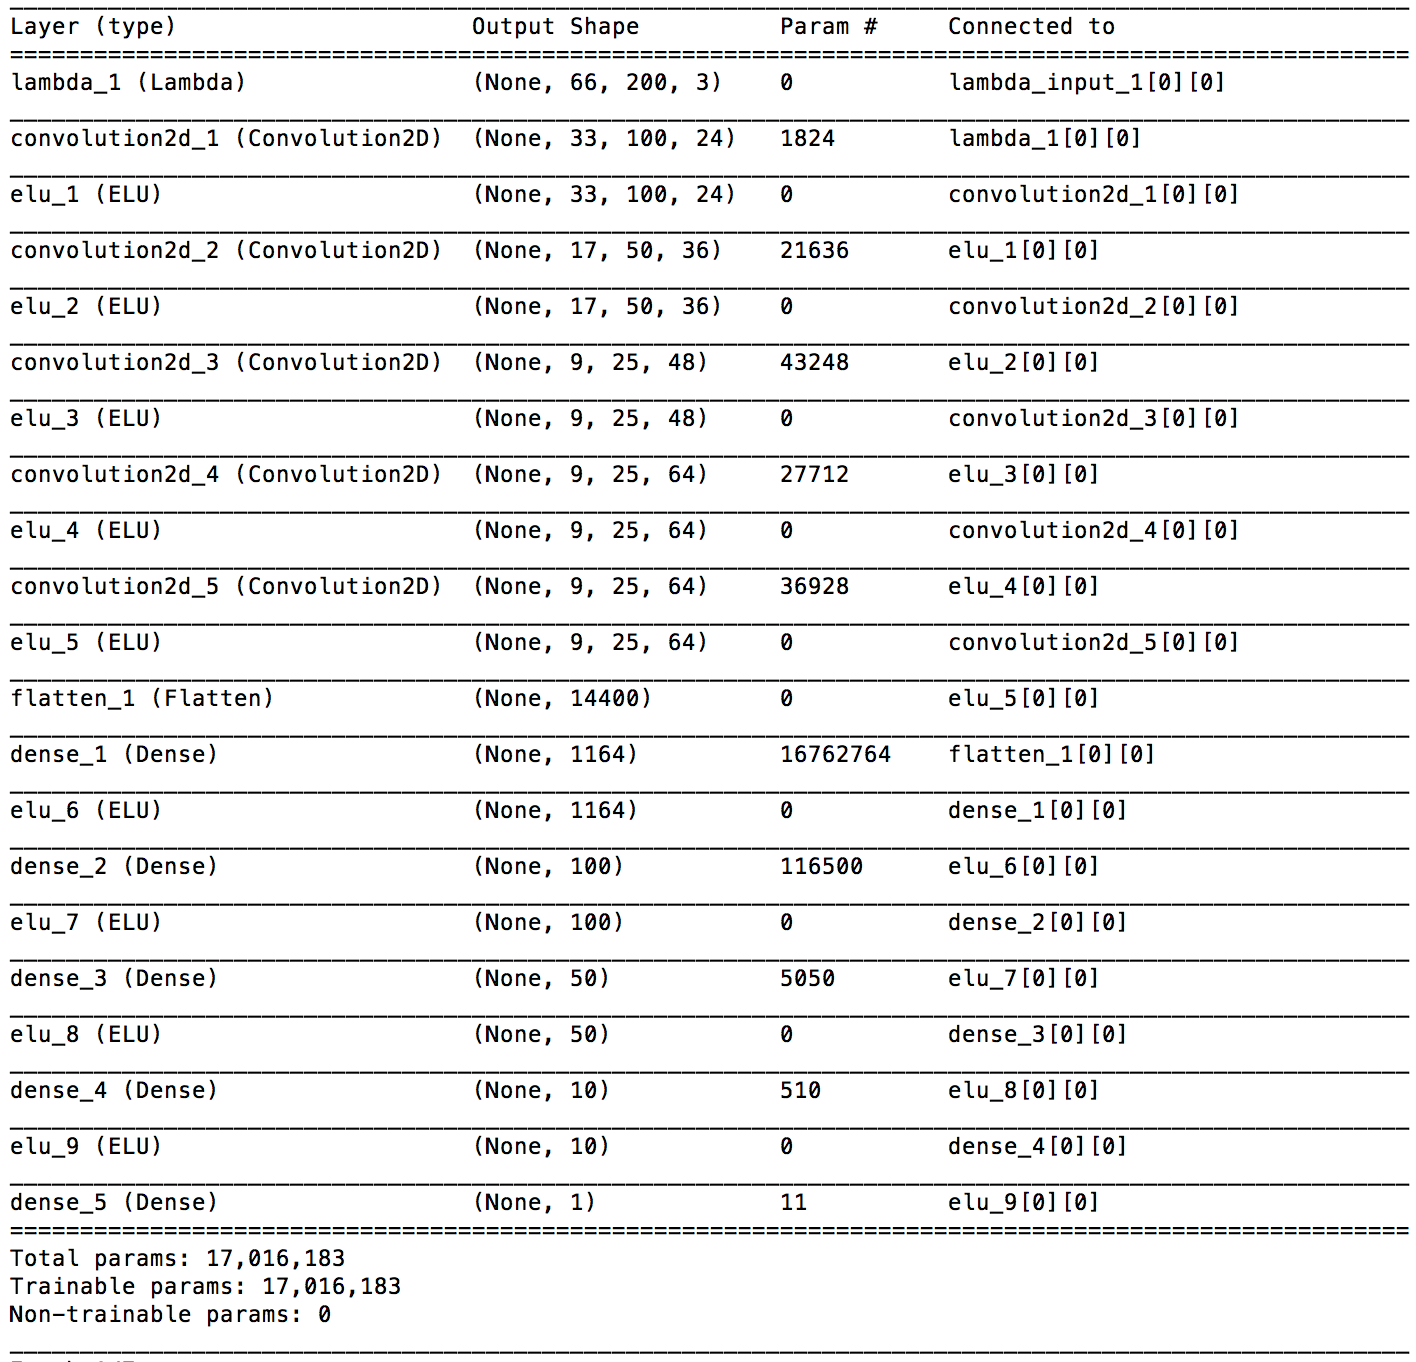 Layer (type) Output Shape Param # Connected to
lambda_1 (Lambda) (None, 66, 200, 3) 0 lambda_input_1[0][0]
convolution2d_1 (Convolution2D) (None, 33, 100, 24) 1824 lambda_1[0][0]
elu_1 (ELU) (None, 33, 100, 24) 0 convolution2d_1[0][0]
convolution2d_2 (Convolution2D) (None, 17, 50, 36) 21636 elu_1[0][0]
elu_2 (ELU) (None, 17, 50, 36) 0 convolution2d_2[0][0]
convolution2d_3 (Convolution2D) (None, 9, 25, 48) 43248 elu_2[0][0]
elu_3 (ELU) (None, 9, 25, 48) 0 convolution2d_3[0][0]
convolution2d_4 (Convolution2D) (None, 9, 25, 64) 27712 elu_3[0][0]
elu_4 (ELU) (None, 9, 25, 64) 0 convolution2d_4[0][0]
convolution2d_5 (Convolution2D) (None, 9, 25, 64) 36928 elu_4[0][0]
elu_5 (ELU) (None, 9, 25, 64) 0 convolution2d_5[0][0]
flatten_1 (Flatten) (None, 14400) 0 elu_5[0][0]
dense_1 (Dense) (None, 1164) 16762764 flatten_1[0][0]
elu_6 (ELU) (None, 1164) 0 dense_1[0][0]
dense_2 (Dense) (None, 100) 116500 elu_6[0][0]
elu_7 (ELU) (None, 100) 0 dense_2[0][0]
dense_3 (Dense) (None, 50) 5050 elu_7[0][0]
elu_8 (ELU) (None, 50) 0 dense_3[0][0]
dense_4 (Dense) (None, 10) 510 elu_8[0][0]
elu_9 (ELU) (None, 10) 0 dense_4[0][0]
dense_5 (Dense) (None, 1) 11 elu_9[0][0]
Total params: 17,016,183
Trainable params: 17,016,183
Non-trainable params: 0